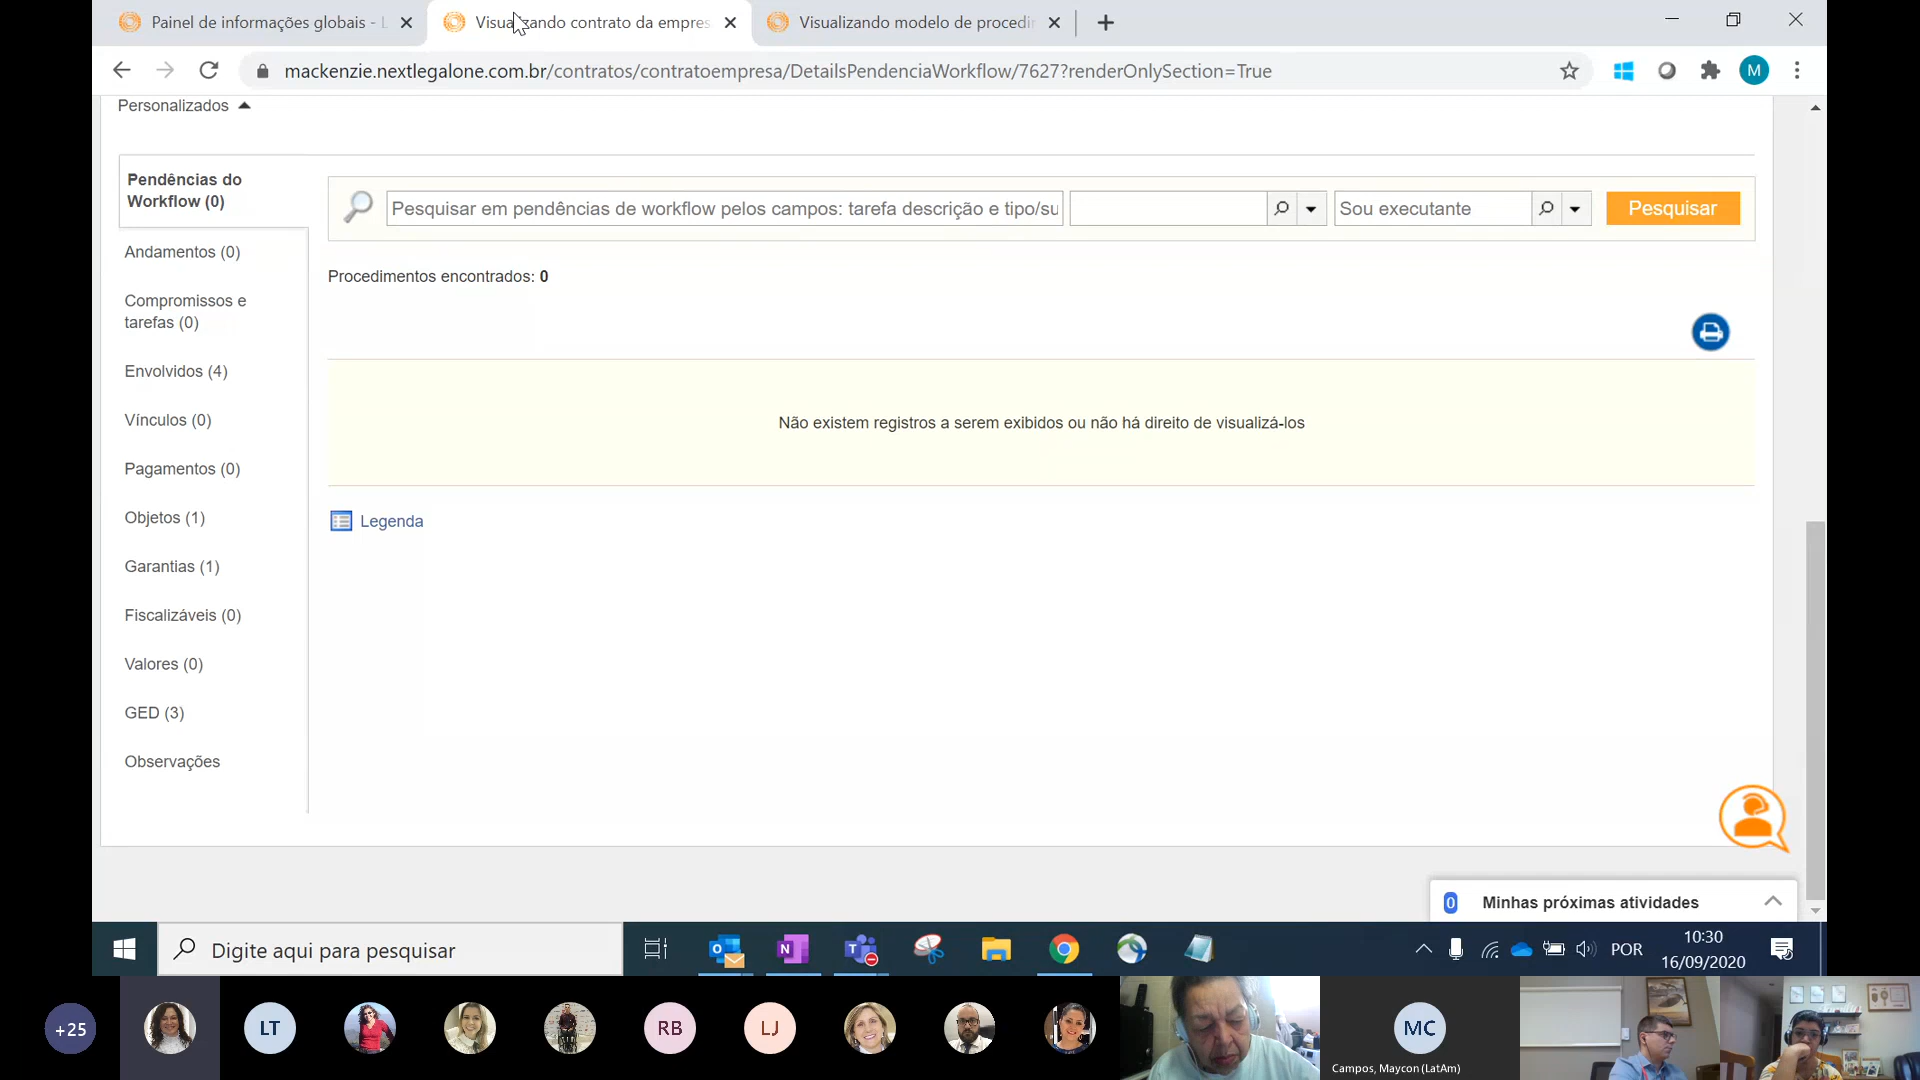 Painel de informações globais - L
Visualizando contrato da empres
Visualizando modelo de procedin
mackenzie.nextlegalone.com.br/contratos/contratoempresa/DetailsPendenciaWorkflow/7627?renderOnlySection=True
M
Personalizados
Pendências do
Workflow (0)
Andamentos (0)
Compromissos e
tarefas (0)
Envolvidos (4)
Vínculos (0)
Pagamentos (0)
Objetos (1)
Garantias (1)
Fiscalizáveis (0)
Valores (0)
GED (3)
Observações
Pesquisar em pendências de workflow pelos campos: tarefa descrição e tipo/su
Sou executante
Pesquisar
Procedimentos encontrados: 0
Não existem registros a serem exibidos ou não há direito de visualizá-los
Legenda
0 Minhas próximas atividades
Digite aqui para pesquisar
POR
10:30
16/09/2020
+25
LT
RB
LJ
MC
Campos, Maycon (LatAm)